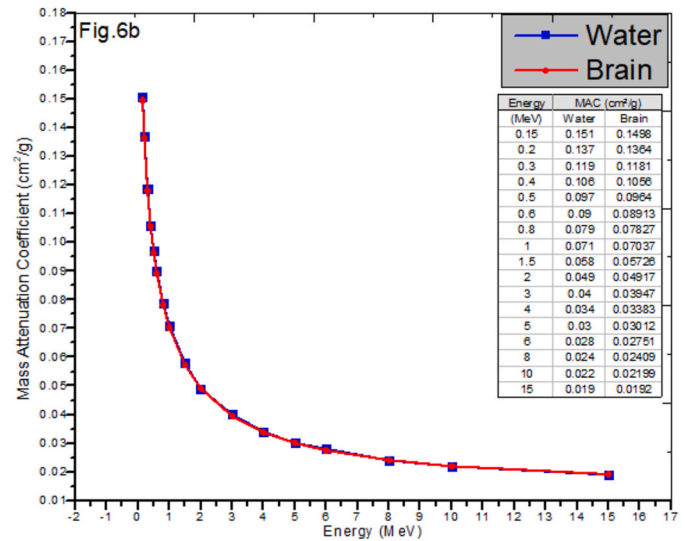 Fig.6b
Water
Brain
Energy MAC (cm²/g)
(MeV) Water Brain
0.15 0.151 0.1498
0.2 0.137 0.1364
0.3 0.119 0.1181
0.4 0.106 0.1056
0.5 0.097 0.0964
0.6 0.09 0.08913
0.8 0.079 0.07827
1 0.071 0.07037
1.5 0.058 0.05726
2 0.049 0.04917
3 0.04 0.03947
4 0.034 0.03383
5 0.03 0.03012
6 0.028 0.02751
8 0.024 0.02409
10 0.022 0.02199
15 0.019 0.0192
Mass Attenuation Coefficient (cm²/g)
0.18
0.17
0.16
0.15
0.14
0.13
0.12
0.11
0.10
0.09
0.08
0.07
0.06
0.05
0.04
0.03
0.02
0.01
-2 -1 0 1 2 3 4 5 6 7 8 9 10 11 12 13 14 15 16 17
Energy (MeV)